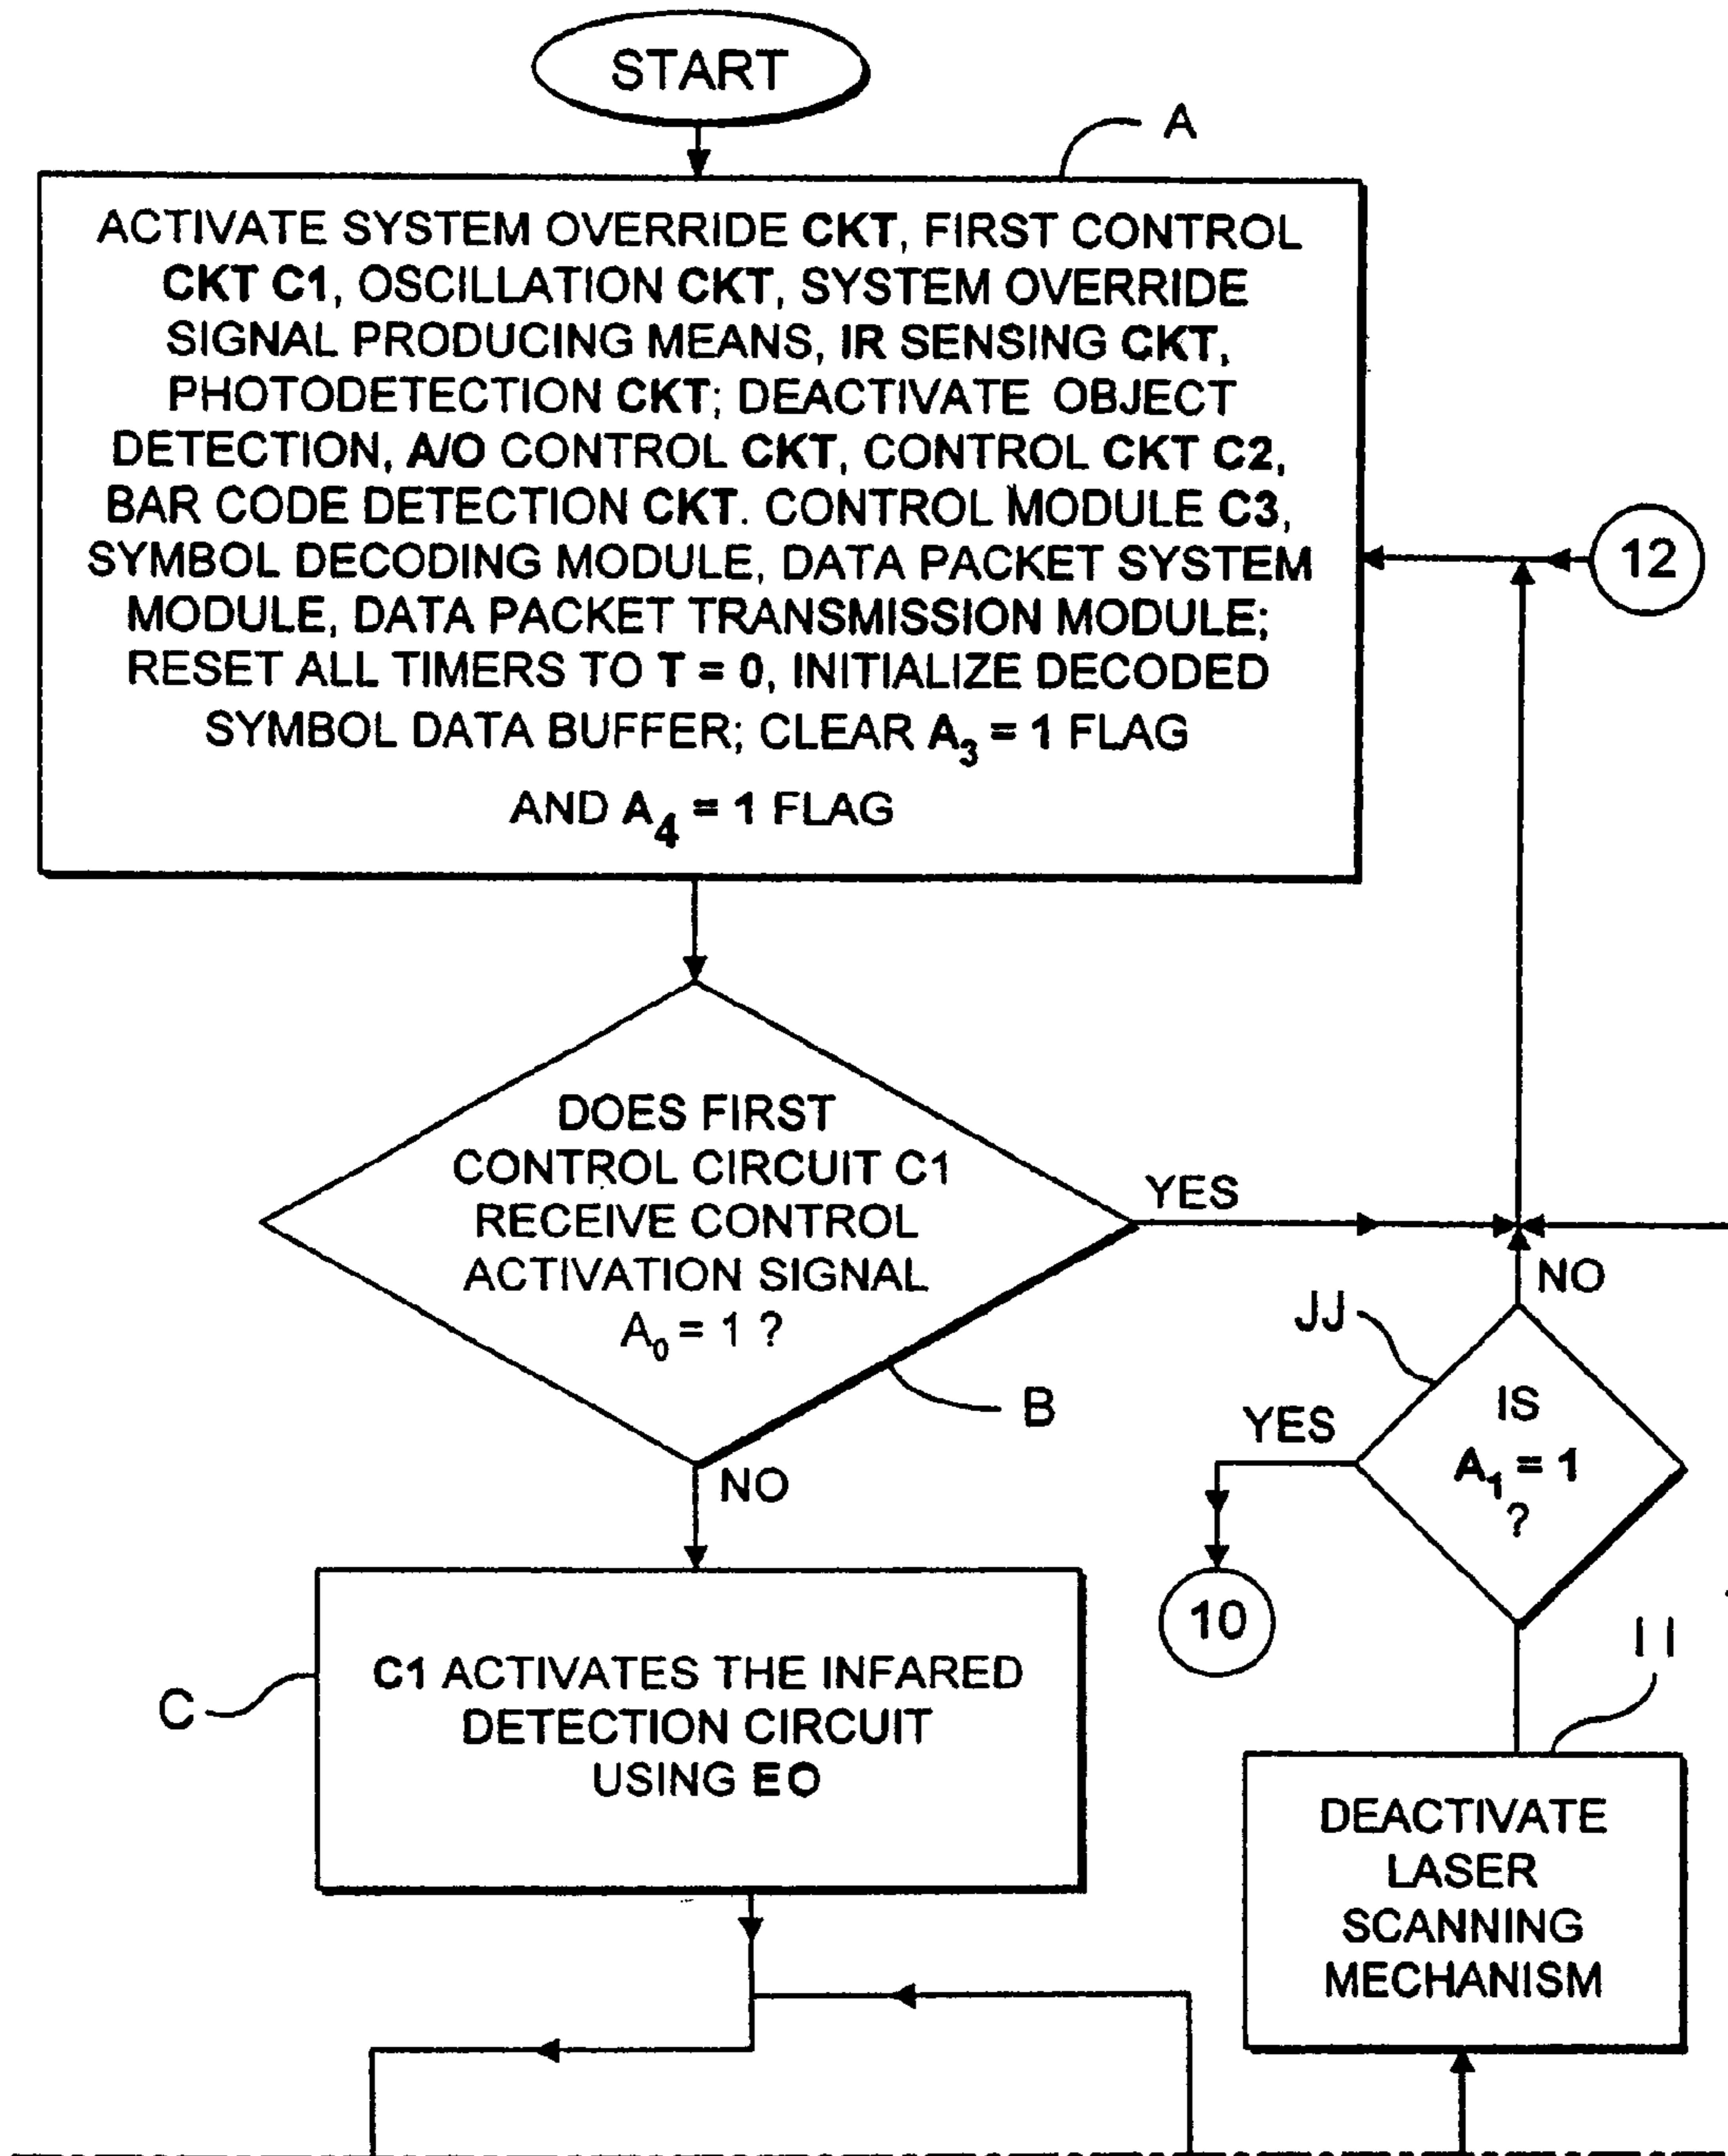 START
A
ACTIVATE SYSTEM OVERRIDE CKT, FIRST CONTROL
CKT C1, OSCILLATION CKT, SYSTEM OVERRIDE
SIGNAL PRODUCING MEANS, IR SENSING CKT,
PHOTODETECTION CKT; DEACTIVATE OBJECT
DETECTION, A/O CONTROL CKT, CONTROL CKT C2,
BAR CODE DETECTION CKT. CONTROL MODULE C3,
SYMBOL DECODING MODULE, DATA PACKET SYSTEM
MODULE, DATA PACKET TRANSMISSION MODULE;
RESET ALL TIMERS TO T = 0, INITIALIZE DECODED
SYMBOL DATA BUFFER; CLEAR A₃ = 1 FLAG
AND A₄ = 1 FLAG
12
DOES FIRST
CONTROL CIRCUIT C1
RECEIVE CONTROL
ACTIVATION SIGNAL
A₀ = 1 ?
YES
B
NO
NO
JJ
IS
A₁ = 1
?
YES
10
C
C1 ACTIVATES THE INFARED
DETECTION CIRCUIT
USING EO
II
DEACTIVATE
LASER
SCANNING
MECHANISM